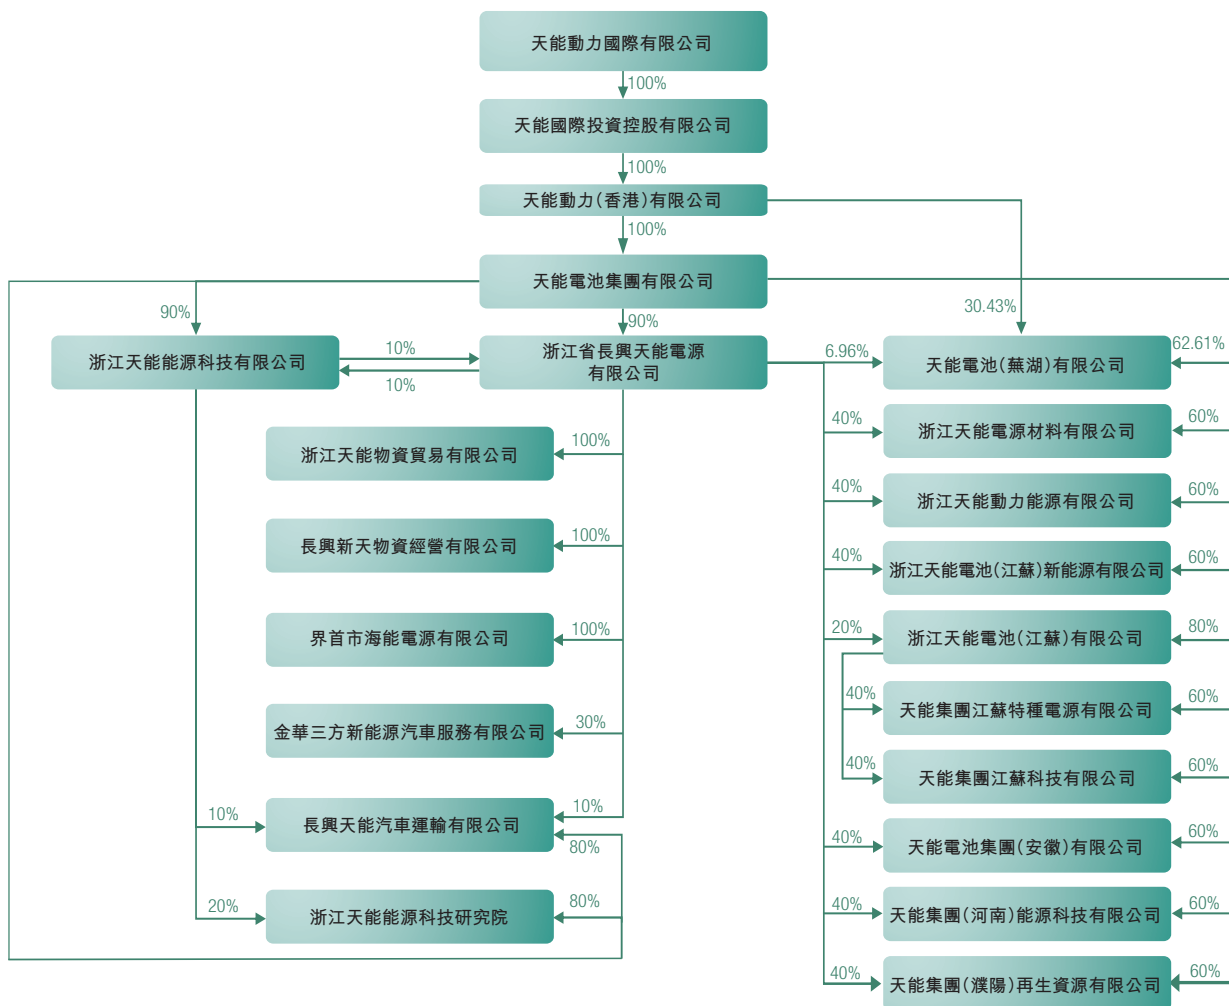 天能動力國際有限公司
100%
天能國際投資控股有限公司
100%
天能動力(香港)有限公司
100%
天能電池集團有限公司
90%
90%
30.43%
浙江天能能源科技有限公司
10%
10%
浙江省長興天能電源
有限公司
6.96%
天能電池(蕪湖)有限公司
62.61%
40%
浙江天能電源材料有限公司
60%
浙江天能物資貿易有限公司
100%
40%
浙江天能動力能源有限公司
60%
長興新天物資經營有限公司
100%
40%
浙江天能電池(江蘇)新能源有限公司
60%
界首市海能電源有限公司
100%
20%
浙江天能電池(江蘇)有限公司
80%
40%
天能集團江蘇特種電源有限公司
60%
金華三方新能源汽車服務有限公司
30%
40%
天能集團江蘇科技有限公司
60%
10%
長興天能汽車運輸有限公司
10%
80%
40%
天能電池集團(安徽)有限公司
60%
20%
浙江天能能源科技研究院
80%
40%
天能集團(河南)能源科技有限公司
60%
40%
天能集團(濮陽)再生資源有限公司
60%